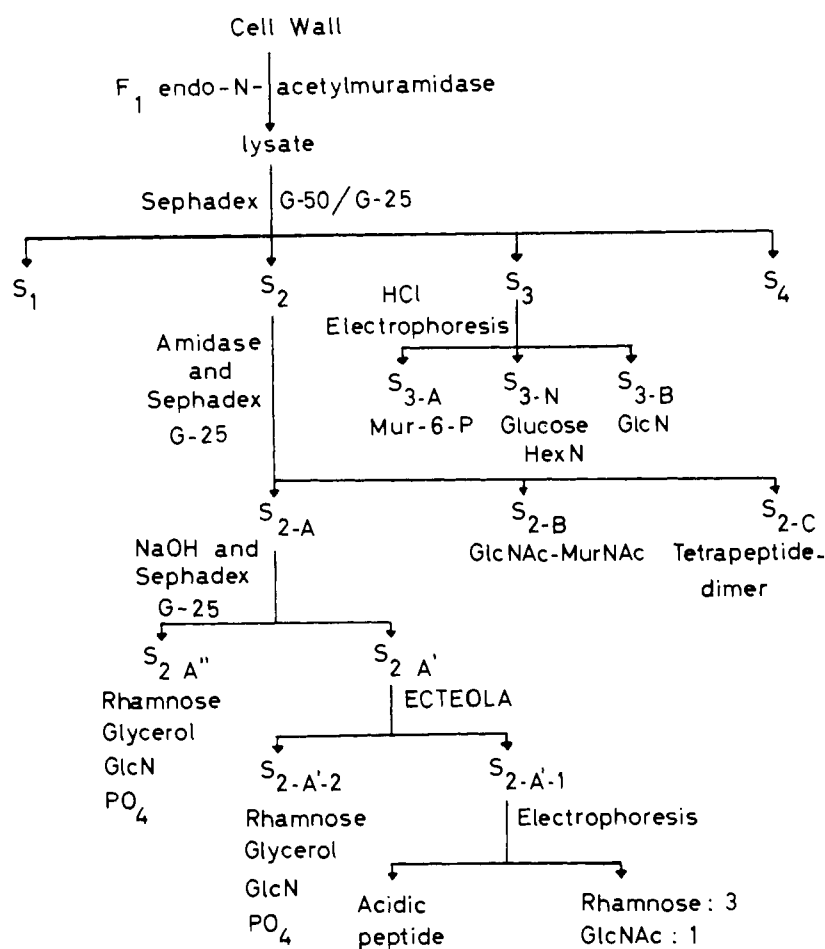 Cell Wall
F1 endo-N-acetylmuramidase
lysate
Sephadex G-50/G-25
S1 S2 S3 S4
HCl
Electrophoresis
Amidase
and
Sephadex
G-25
S3-A S3-N S3-B
Mur-6-P Glucose GlcN
HexN
S2-A S2-B S2-C
GlcNAc-MurNAc Tetrapeptide-
dimer
NaOH and
Sephadex
G-25
S2 A" S2 A'
Rhamnose
Glycerol
GlcN
PO4
ECTEOLA
S2-A'-2 S2-A'-1
Rhamnose
Glycerol
GlcN
PO4
Electrophoresis
Acidic
peptide
Rhamnose : 3
GlcNAc : 1